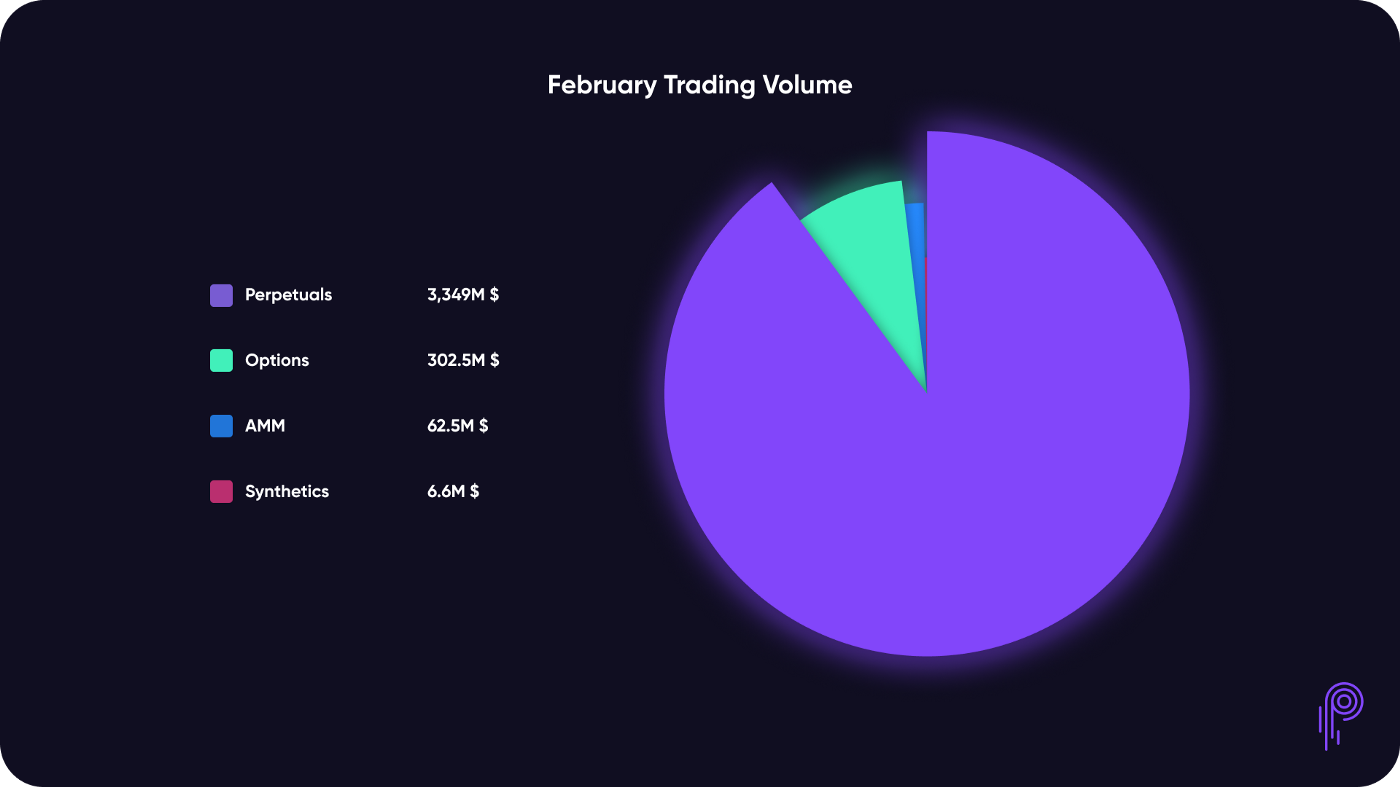 February Trading Volume
Perpetuals 3,349M $
Options 302.5M $
AMM 62.5M $
Synthetics 6.6M $